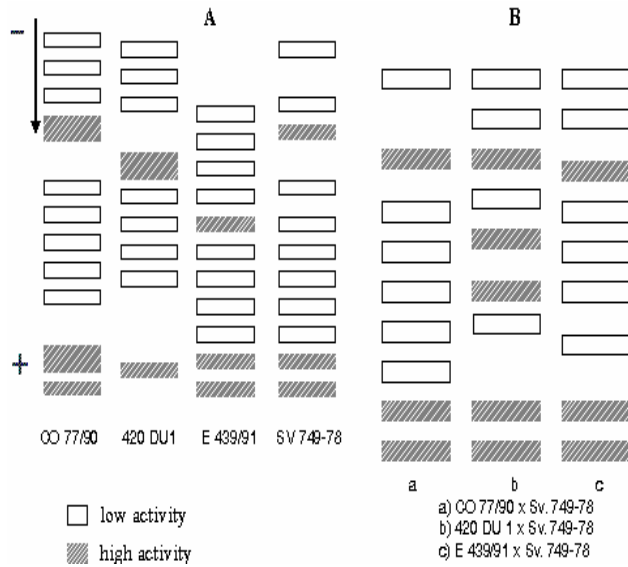 A B
−
+
CO 77/90 420 DU1 E 439/91 SV 749-78
a b c
a) CO 77/90 x Sv. 749-78
b) 420 DU 1 x Sv. 749-78
c) E 439/91 x Sv. 749-78
low activity
high activity